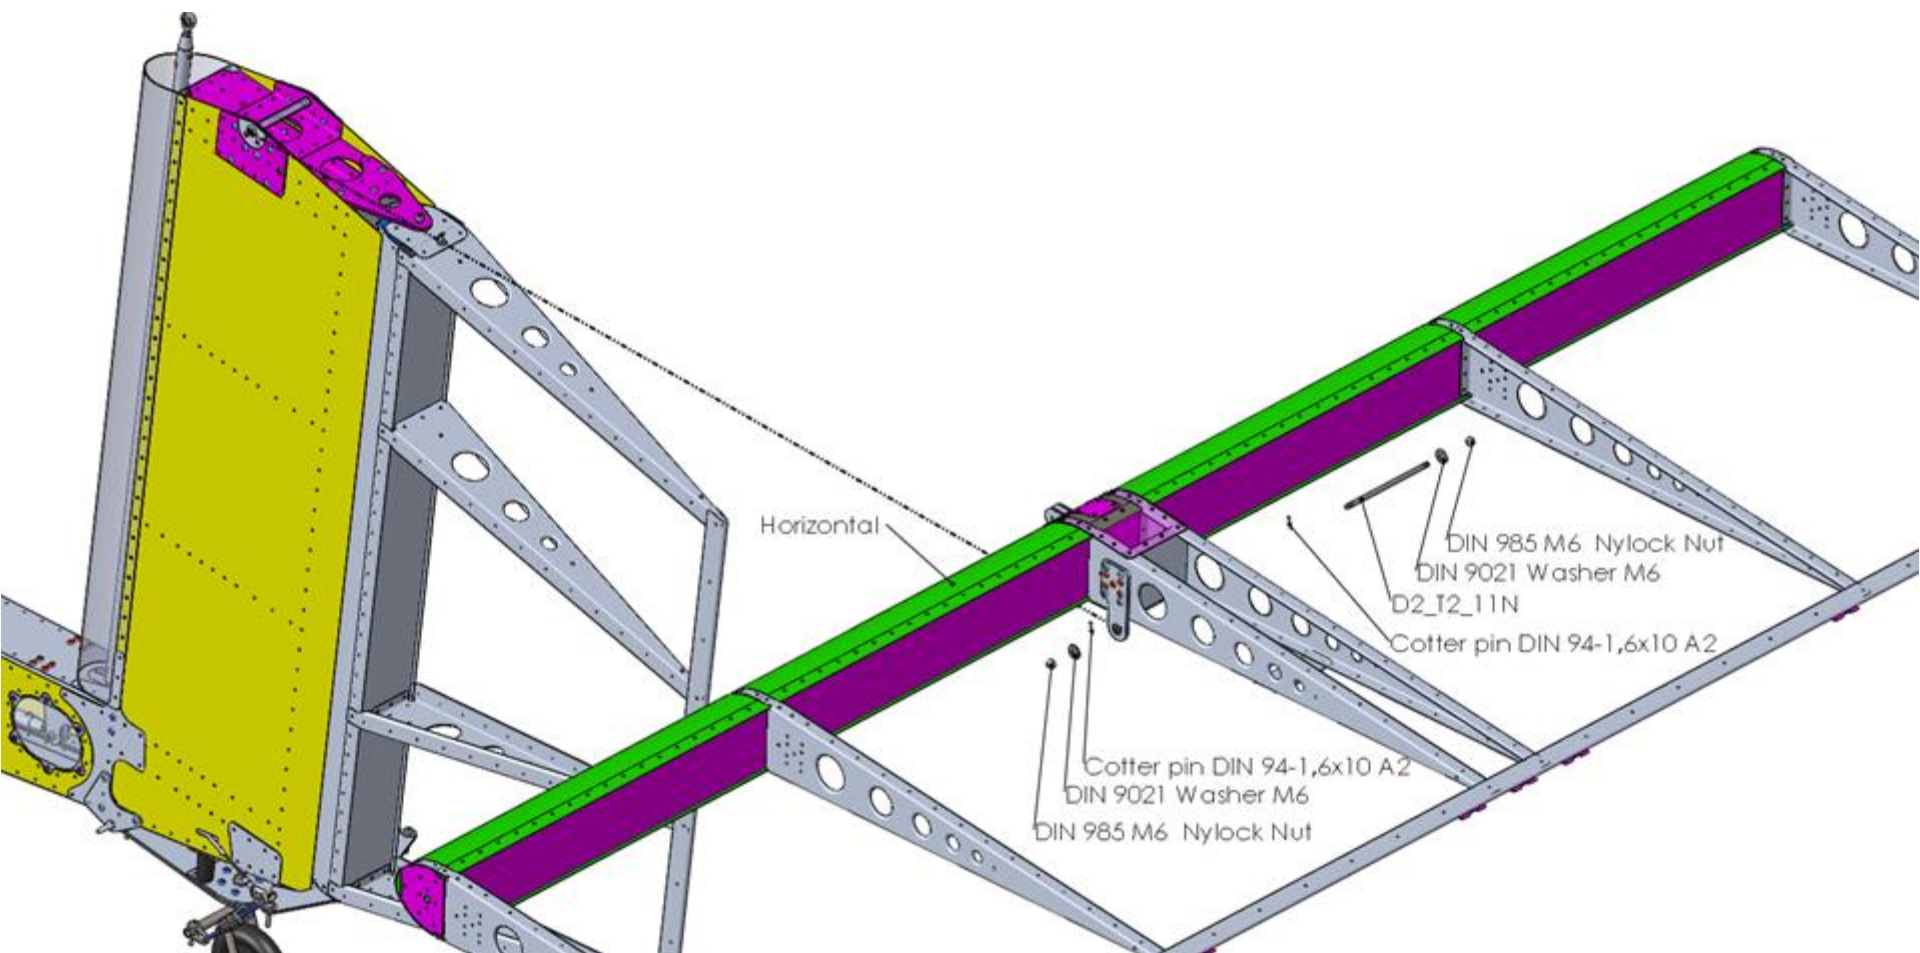 Horizontal
DIN 985 M6 Nylock Nut
DIN 9021 Washer M6
D2_T2_11N
Cotter pin DIN 94-1,6x10 A2
Cotter pin DIN 94-1,6x10 A2
DIN 9021 Washer M6
DIN 985 M6 Nylock Nut